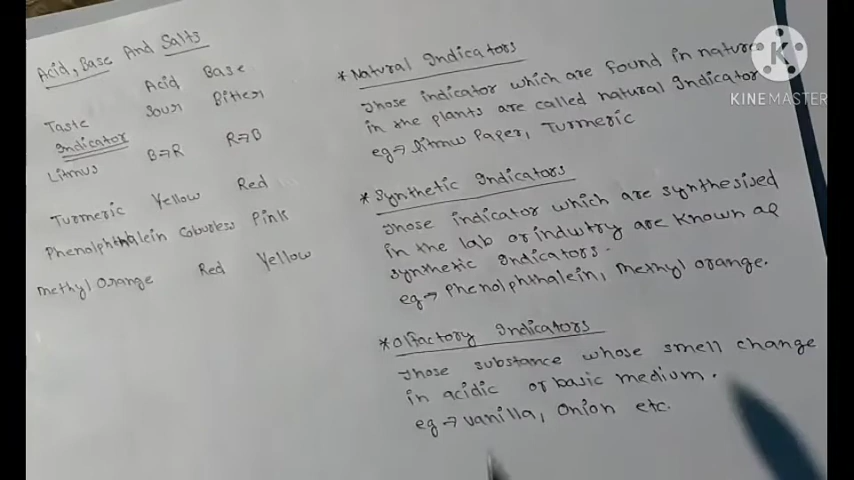 Acid, Base And Salts
Acid Base
Taste Sour Bitter
Indicator
Litmus B⇒R R⇒B
Turmeric Yellow Red
Phenolphthalein Colourless Pink
Methyl Orange Red Yellow
* Natural Indicators
Those indicator which are found in nature
in the plants are called natural Indicator
eg→ litmus Paper, Turmeric
* Synthetic Indicators
Those indicator which are synthesised
in the lab or industry are known as
synthetic Indicators.
eg→ Phenolphthalein, Methyl orange.
* Olfactory Indicators
Those substance whose smell change
in acidic or basic medium.
eg→ vanilla, Onion etc.
K
KINEMASTER